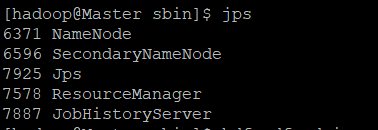 [hadoop@Master sbin]$ jps
6371 NameNode
6596 SecondaryNameNode
7925 Jps
7578 ResourceManager
7887 JobHistoryServer